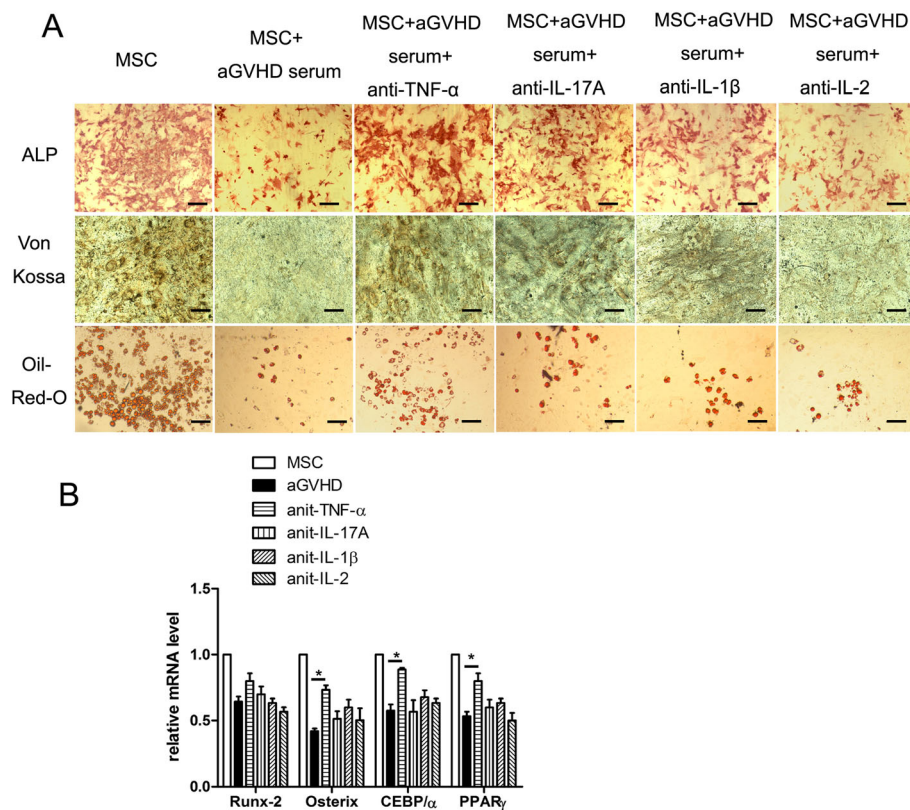 A
MSC
MSC+
aGVHD serum
MSC+aGVHD
serum+
anti-TNF-α
MSC+aGVHD
serum+
anti-IL-17A
MSC+aGVHD
serum+
anti-IL-1β
MSC+aGVHD
serum+
anti-IL-2
ALP
Von
Kossa
Oil-
Red-O
B
MSC
aGVHD
anit-TNF-α
anit-IL-17A
anit-IL-1β
anit-IL-2
relative mRNA level
1.5
1.0
0.5
0.0
*
*
*
Runx-2
Osterix
CEBP/α
PPARγ